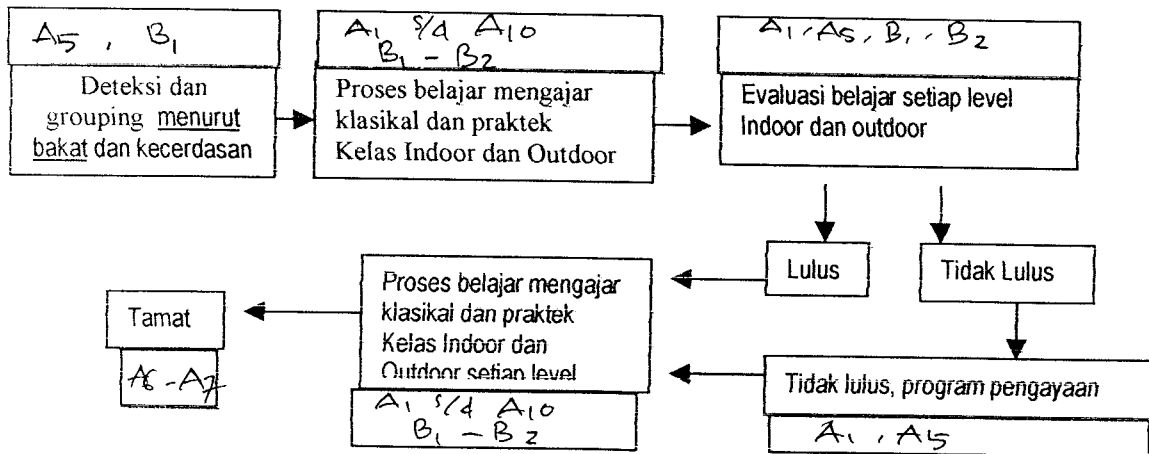 A5, B1
Deteksi dan
grouping menurut
bakat dan kecerdasan
A1 s/d A10
B1 - B2
Proses belajar mengajar
klasikal dan praktek
Kelas Indoor dan Outdoor
A1, A5, B1, B2
Evaluasi belajar setiap level
Indoor dan outdoor
Lulus
Tidak Lulus
Proses belajar mengajar
klasikal dan praktek
Kelas Indoor dan
Outdoor setiap level
A1 s/d A10
B1 - B2
Tamat
A6 - A7
Tidak lulus, program pengayaan
A1, A5